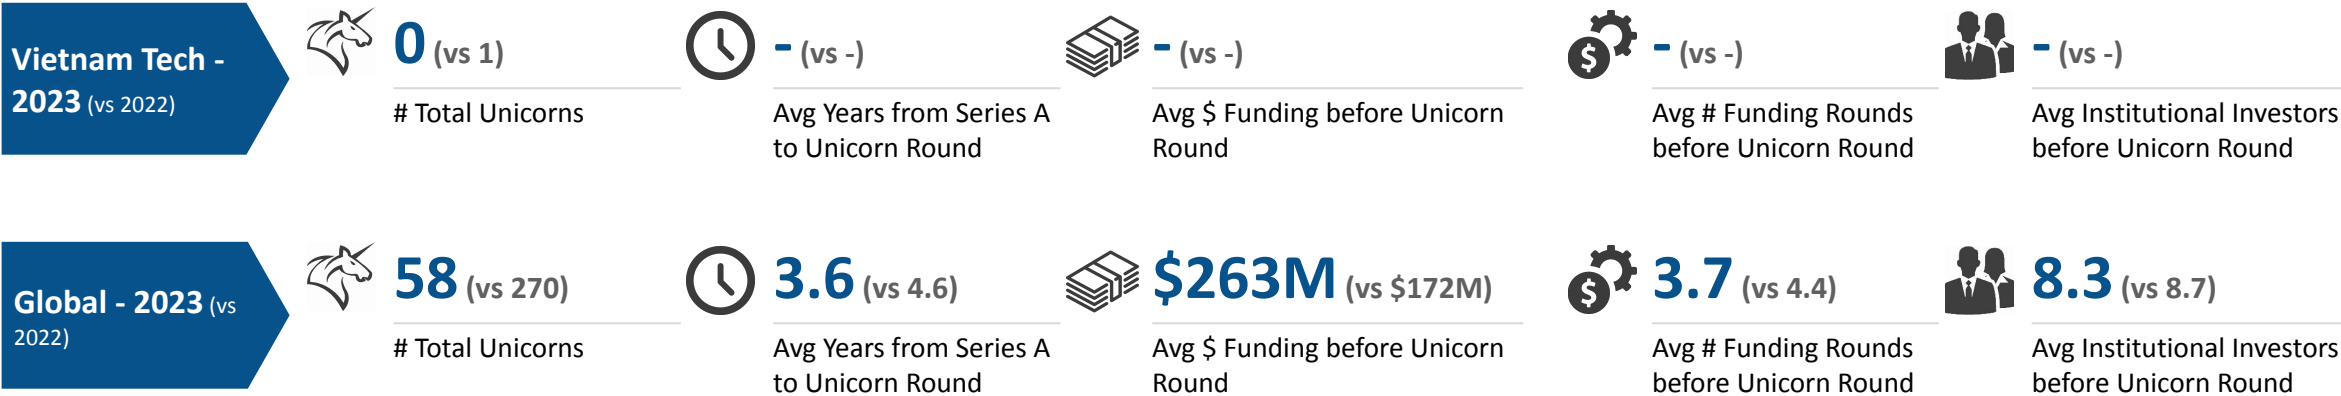 Vietnam Tech -
2023 (vs 2022)
0 (vs 1)
# Total Unicorns
- (vs -)
Avg Years from Series A
to Unicorn Round
- (vs -)
Avg $ Funding before Unicorn
Round
- (vs -)
Avg # Funding Rounds
before Unicorn Round
- (vs -)
Avg Institutional Investors
before Unicorn Round
Global - 2023 (vs
2022)
58 (vs 270)
# Total Unicorns
3.6 (vs 4.6)
Avg Years from Series A
to Unicorn Round
$263M (vs $172M)
Avg $ Funding before Unicorn
Round
3.7 (vs 4.4)
Avg # Funding Rounds
before Unicorn Round
8.3 (vs 8.7)
Avg Institutional Investors
before Unicorn Round